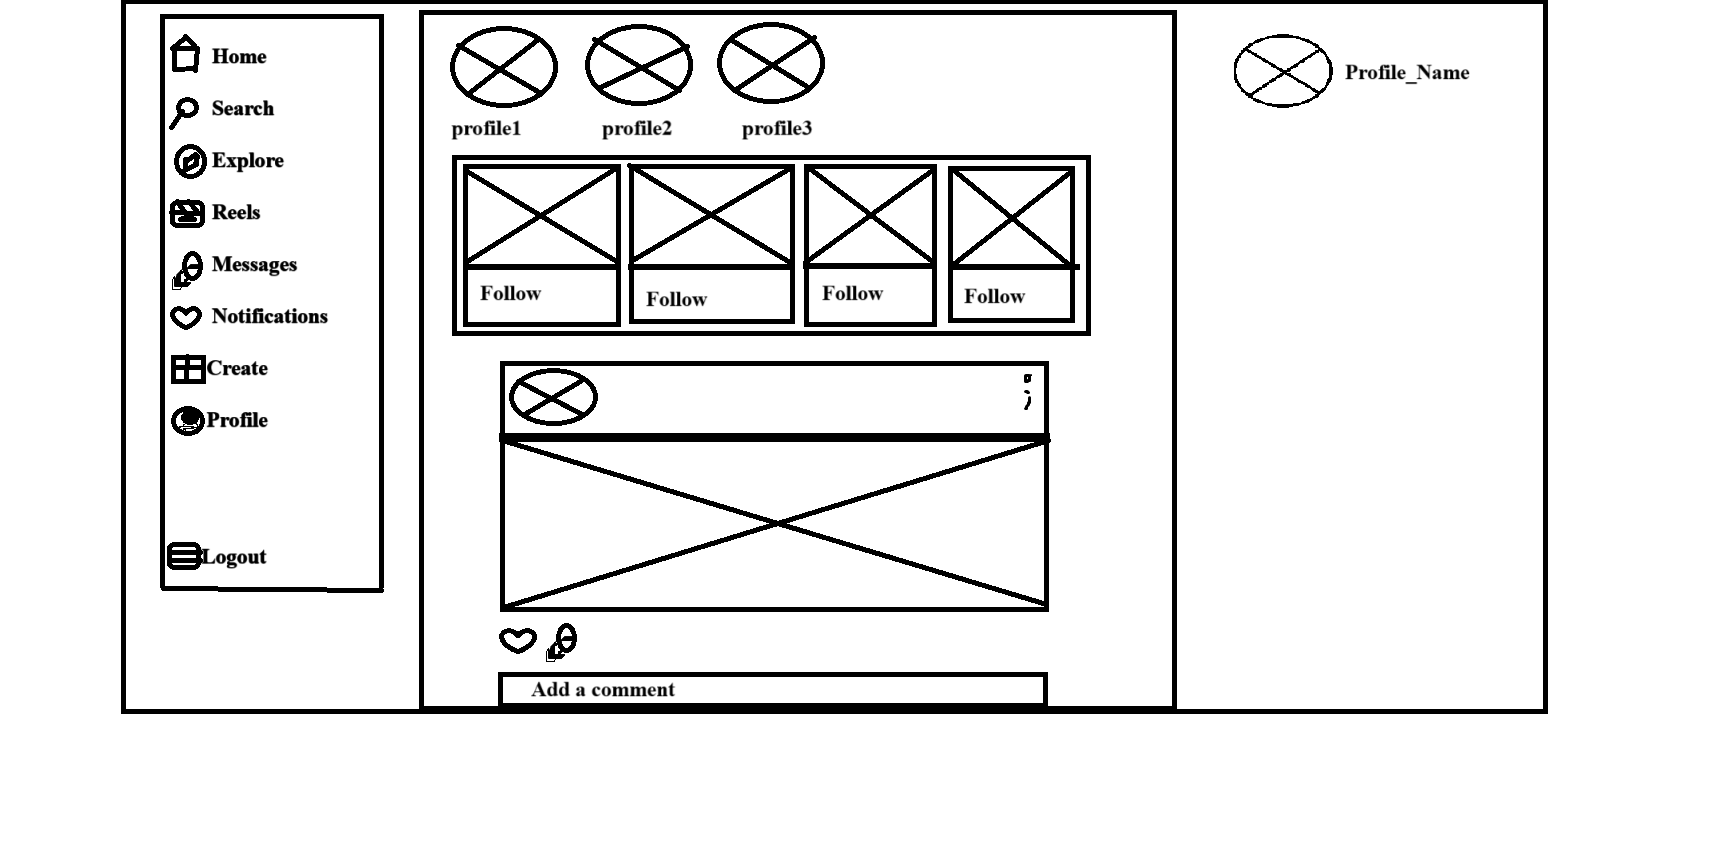 Home
Search
Explore
Reels
Messages
Notifications
Create
Profile
Logout
profile1 profile2 profile3
Follow Follow Follow Follow
Add a comment
Profile_Name